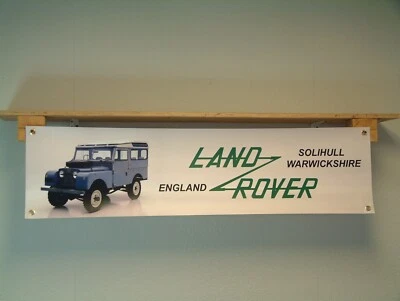 LAND
ROVER
SOLIHULL
WARWICKSHIRE
ENGLAND